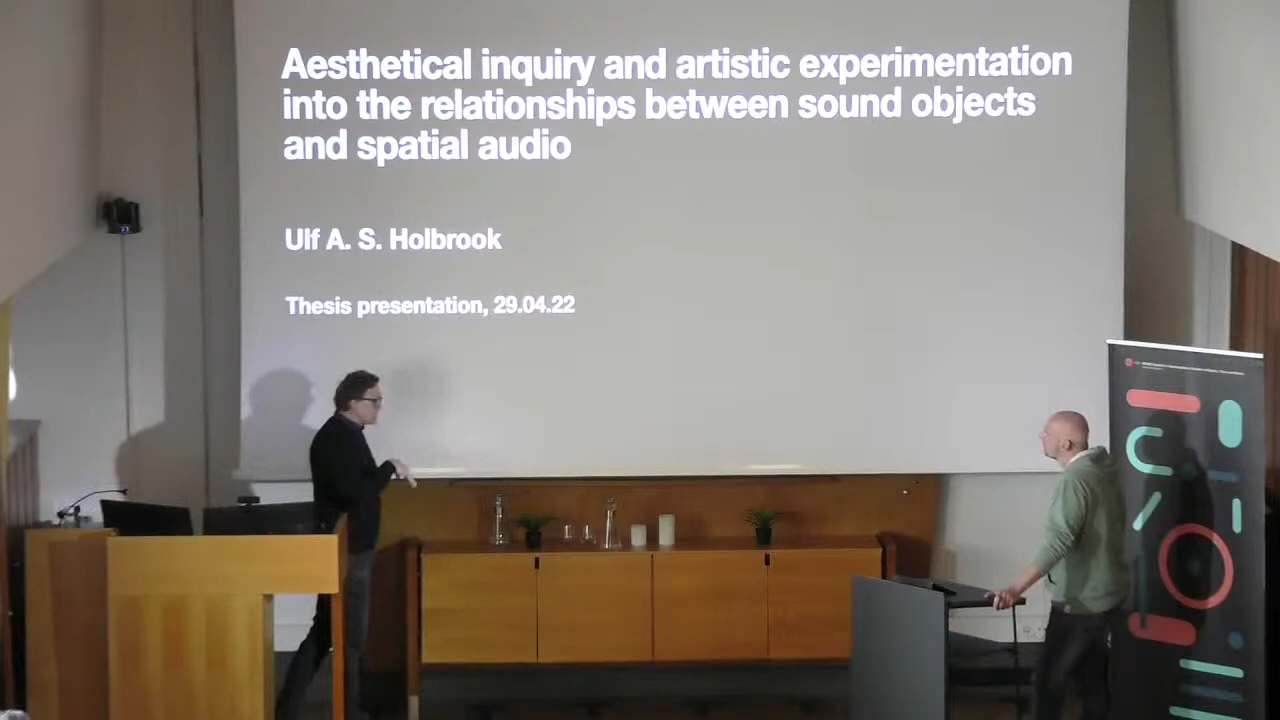 Aesthetical inquiry and artistic experimentation
into the relationships between sound objects
and spatial audio
Ulf A. S. Holbrook
Thesis presentation, 29.04.22